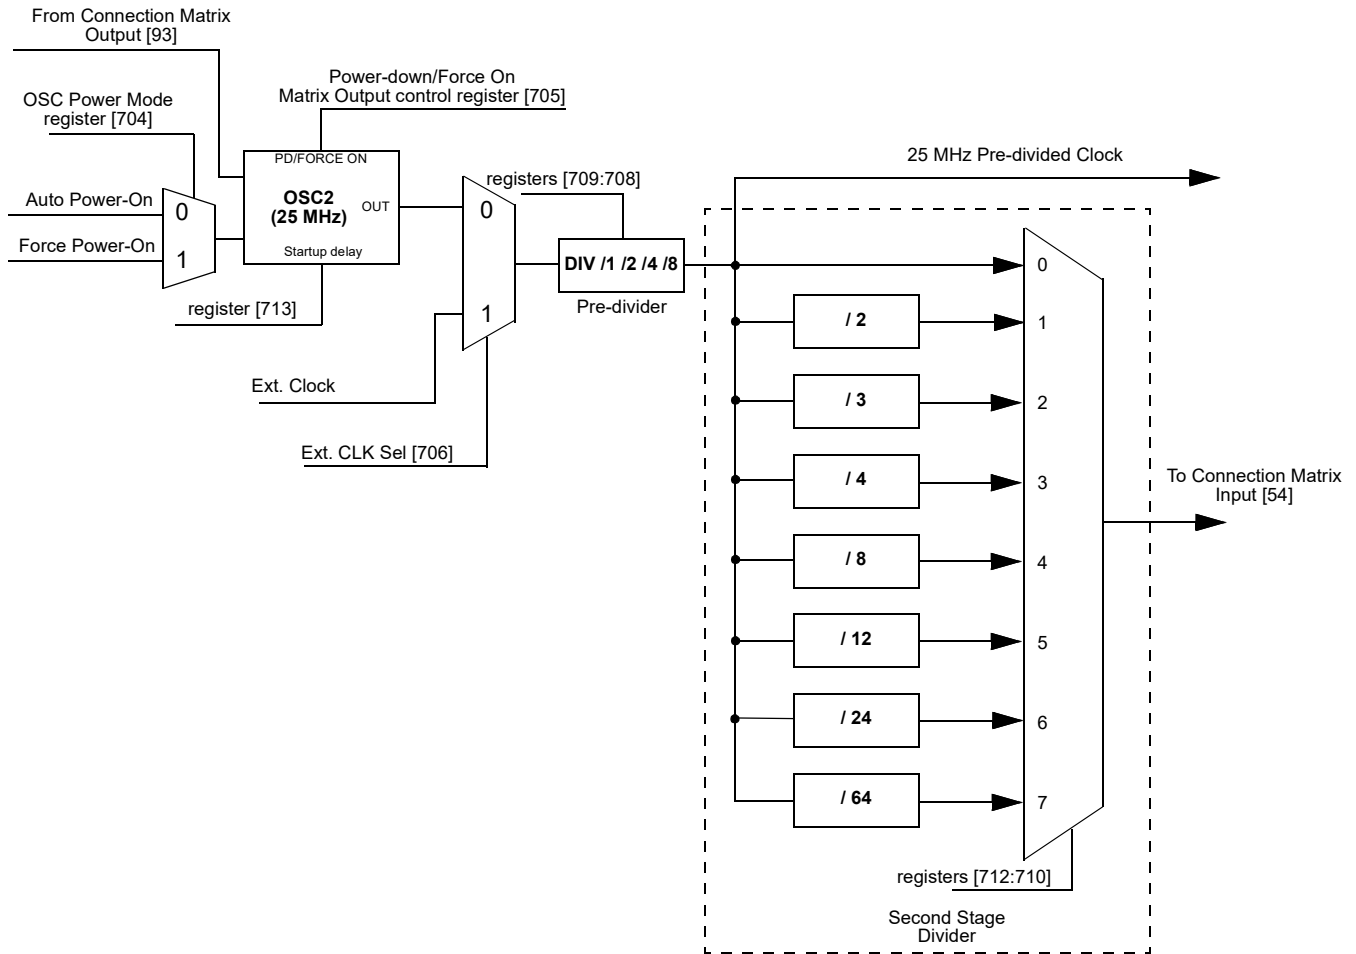 From Connection Matrix
Output [93]
Power-down/Force On
Matrix Output control register [705]
OSC Power Mode
register [704]
PD/FORCE ON
OSC2
(25 MHz)
OUT
Startup delay
Auto Power-On
0
Force Power-On
1
register [713]
0
1
Ext. Clock
Ext. CLK Sel [706]
registers [709:708]
DIV /1 /2 /4 /8
Pre-divider
25 MHz Pre-divided Clock
0
/ 2
1
/ 3
2
/ 4
3
/ 8
4
/ 12
5
/ 24
6
/ 64
7
To Connection Matrix
Input [54]
registers [712:710]
Second Stage
Divider